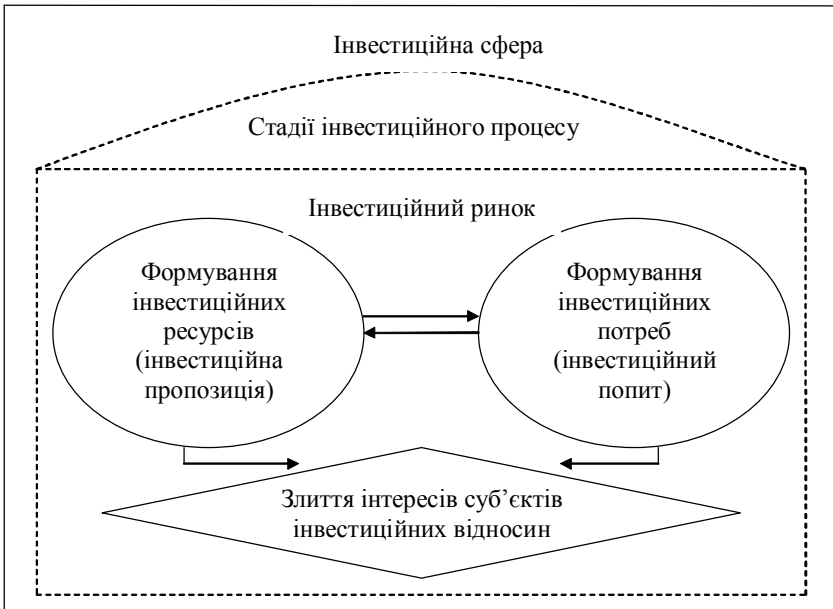 Інвестиційна сфера
Стадії інвестиційного процесу
Інвестиційний ринок
Формування
інвестиційних
ресурсів
(інвестиційна
пропозиція)
Формування
інвестиційних
потреб
(інвестиційний
попит)
Злиття інтересів суб’єктів
інвестиційних відносин